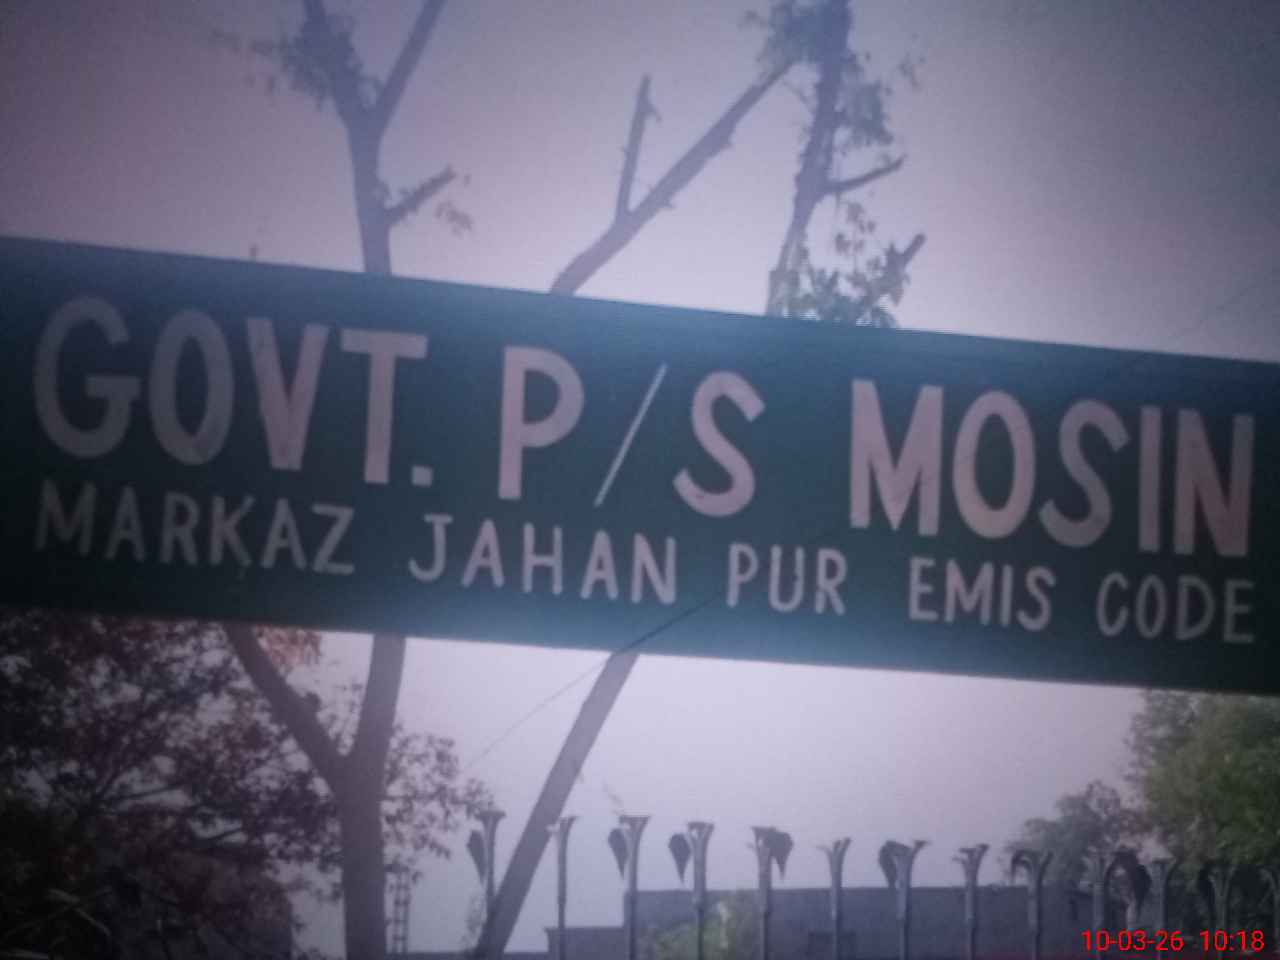 GOVT. P/S MOSIN
MARKAZ JAHAN PUR EMIS CODE
10-03-26 10:18